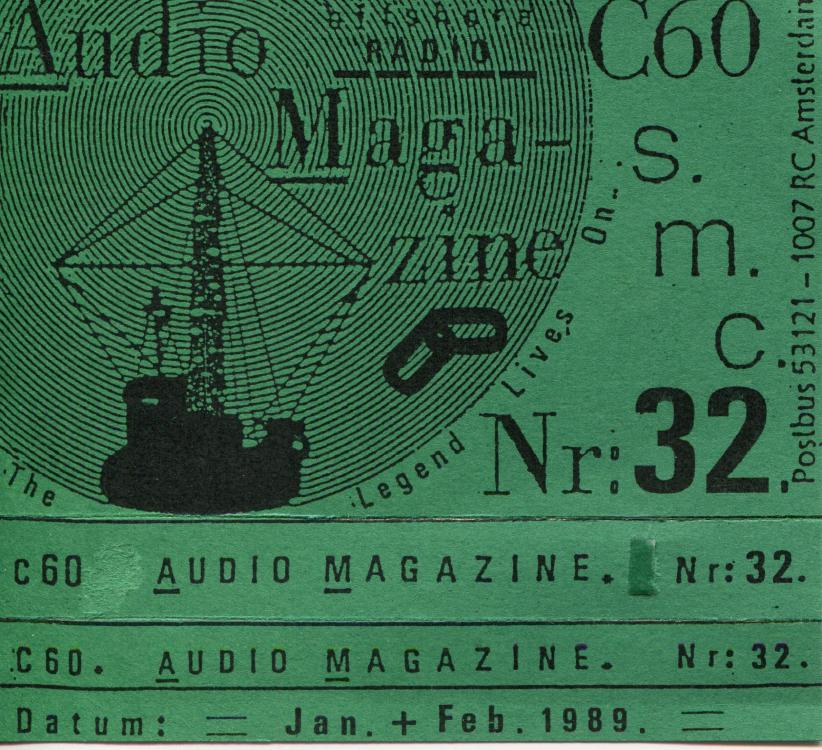 Audio
RADIO
C60
Maga-
zine
s.
m.
c.
Nr: 32.
The Legend Lives On..
Postbus 53121 - 1007 RC Amsterdam
C60 AUDIO MAGAZINE. Nr: 32.
C60. AUDIO MAGAZINE. Nr: 32.
Datum: = Jan. + Feb. 1989. =